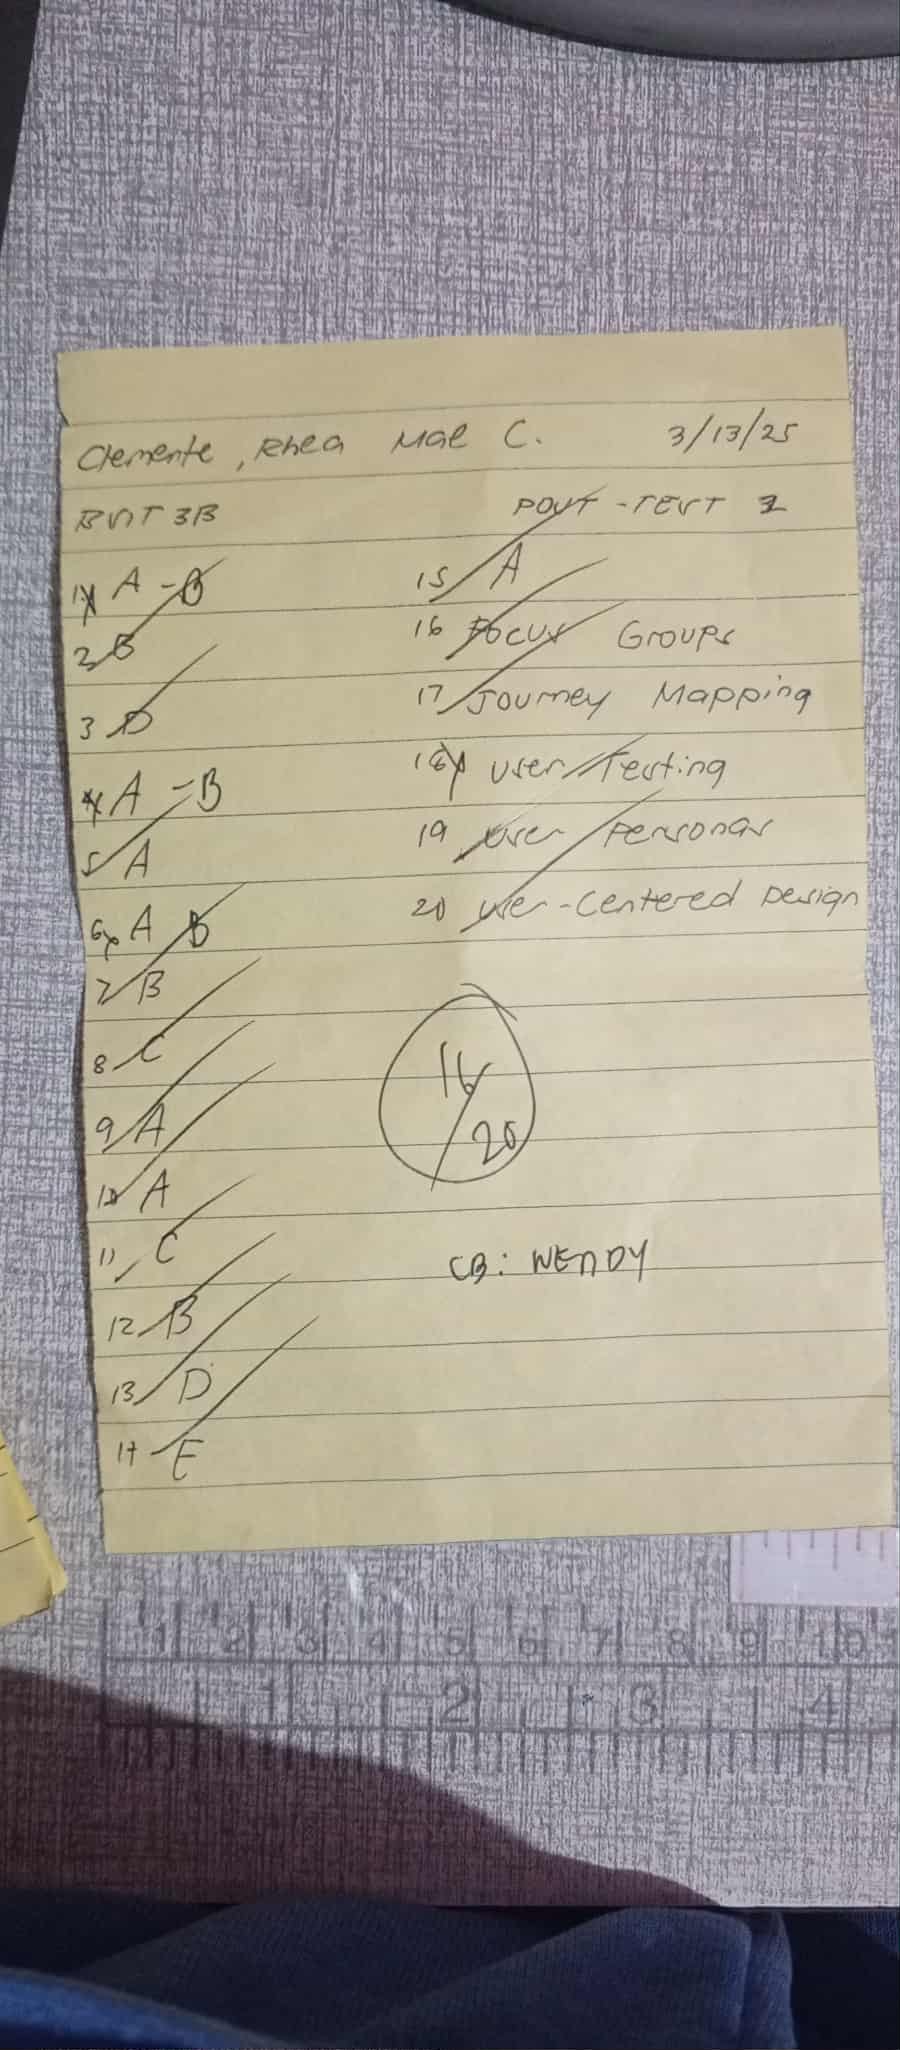 Clemente, Rhea Mae C. 3/13/25
BNIT 3B POST-TEST 1
1 A - B
2 B
3 D
4 A - B
5 A
6 A B
7 B
8 C
9 A
10 A
11 C
12 B
13 D
14 E
15 A
16 Focus Groups
17 Journey Mapping
18 User Testing
19 User Personas
20 User-Centered Design
16/20
CB: WENDY
1 2 3 4 5 6 7 8 9 10
1 2 3 4